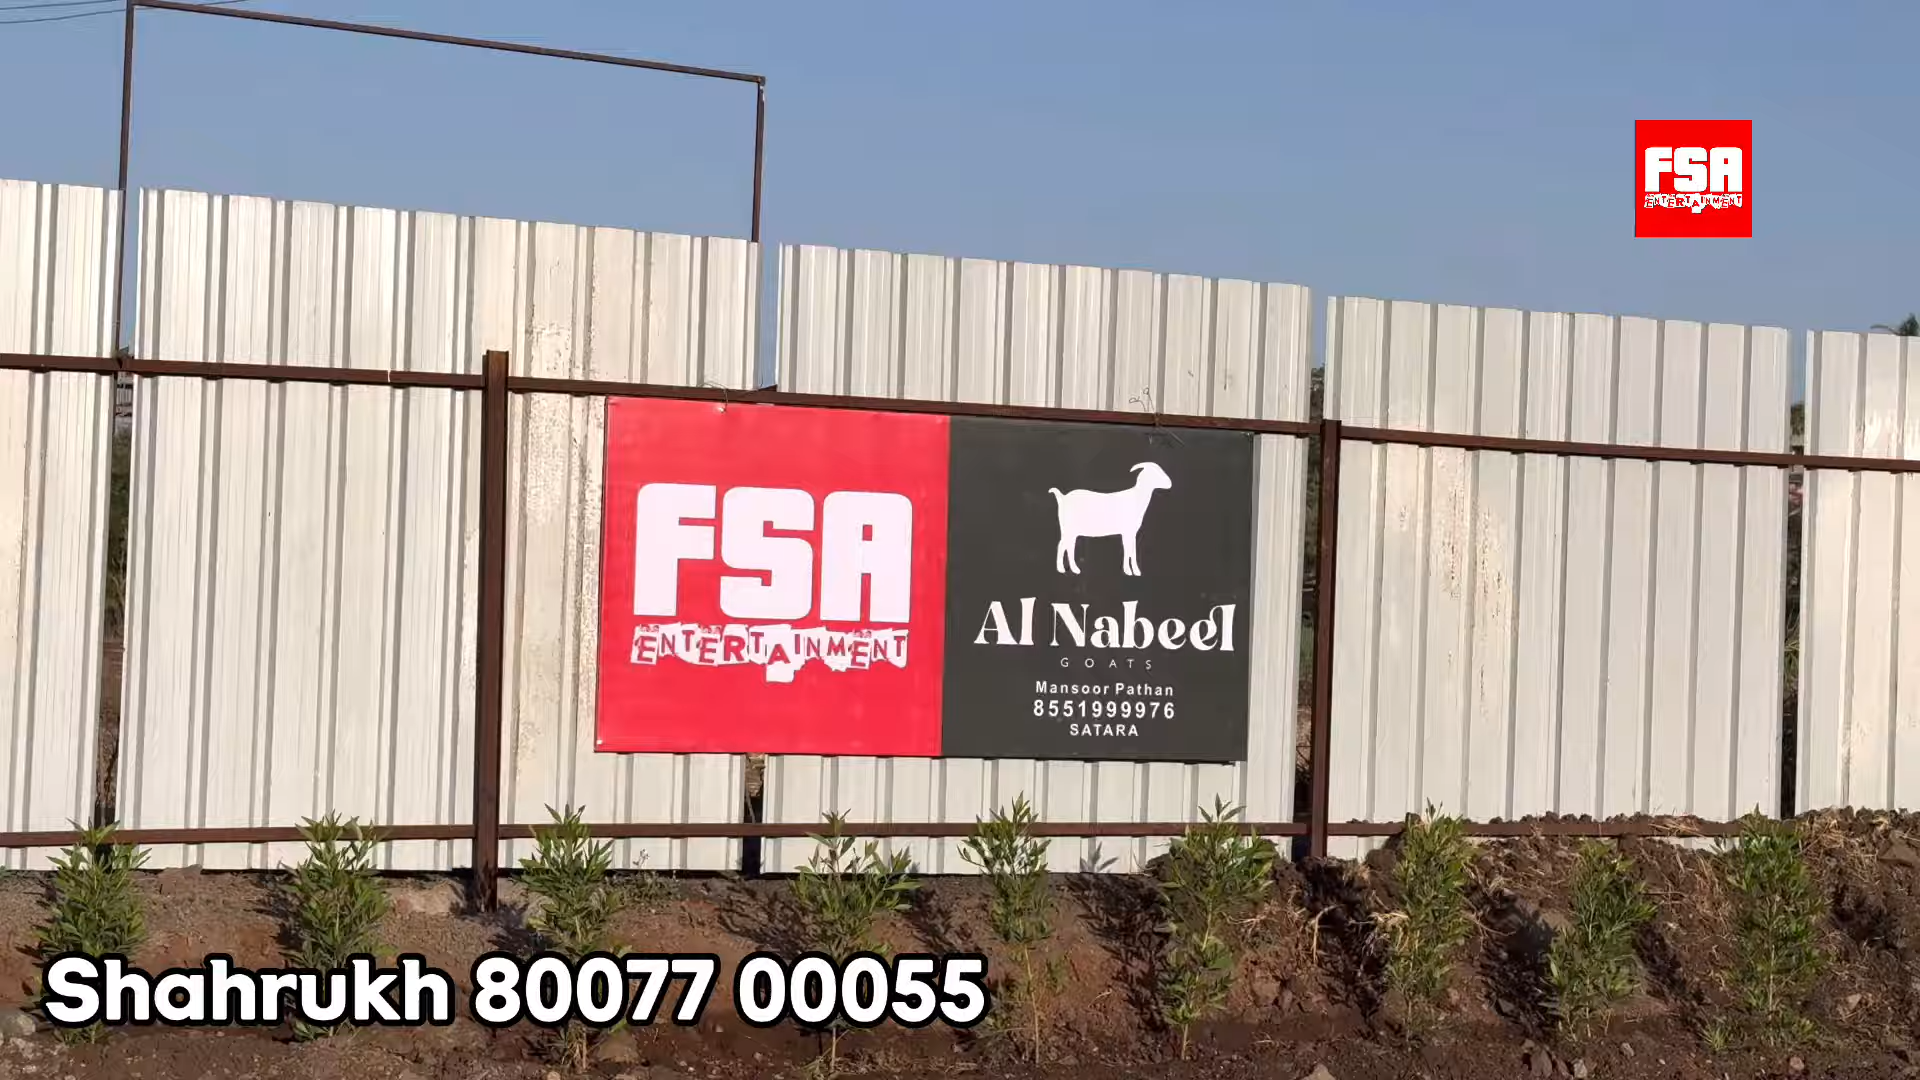 FSA
ENTERTAINMENT
FSA
ENTERTAINMENT
Al Nabeel
GOATS
Mansoor Pathan
8551999976
SATARA
Shahrukh 80077 00055